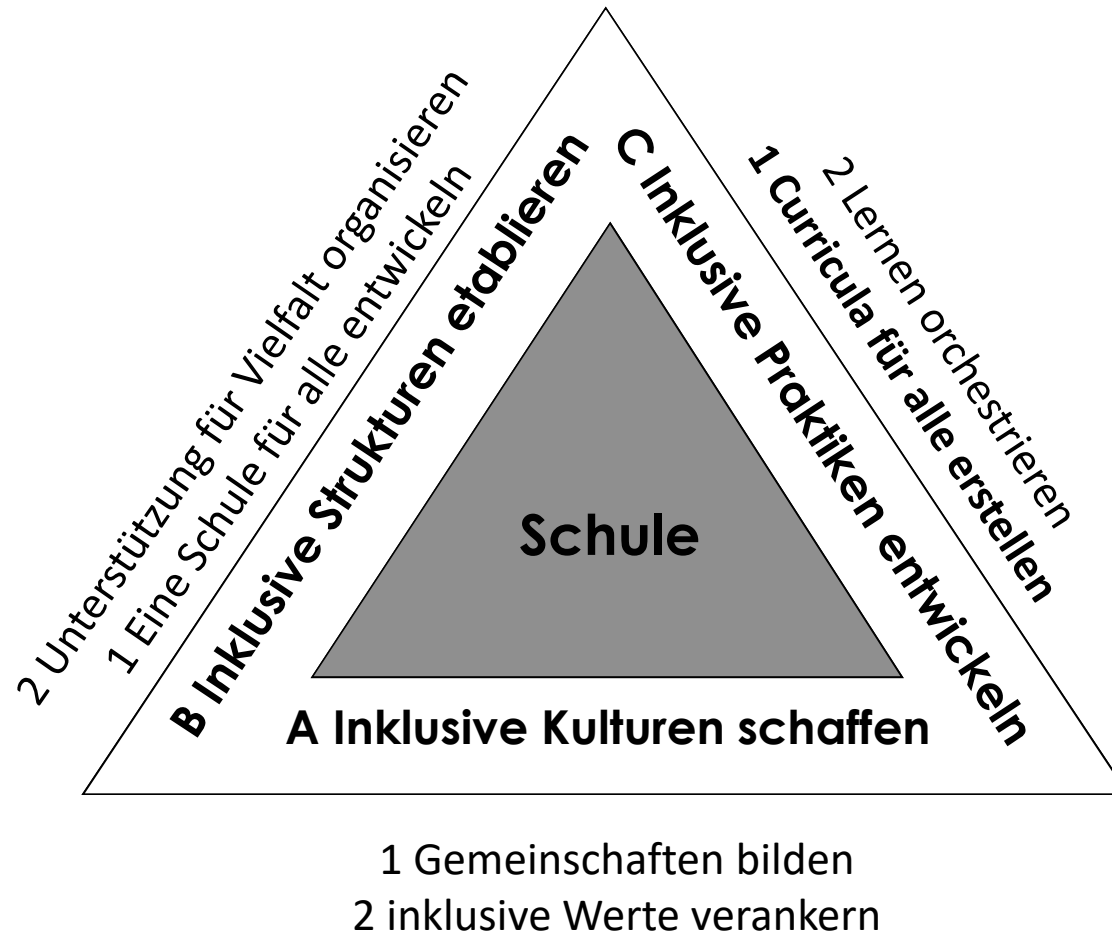 2 Unterstützung für Vielfalt organisieren
1 Eine Schule für alle entwickeln
B Inklusive Strukturen etablieren
C Inklusive Praktiken entwickeln
1 Curricula für alle erstellen
2 Lernen orchestrieren
Schule
A Inklusive Kulturen schaffen
1 Gemeinschaften bilden
2 inklusive Werte verankern